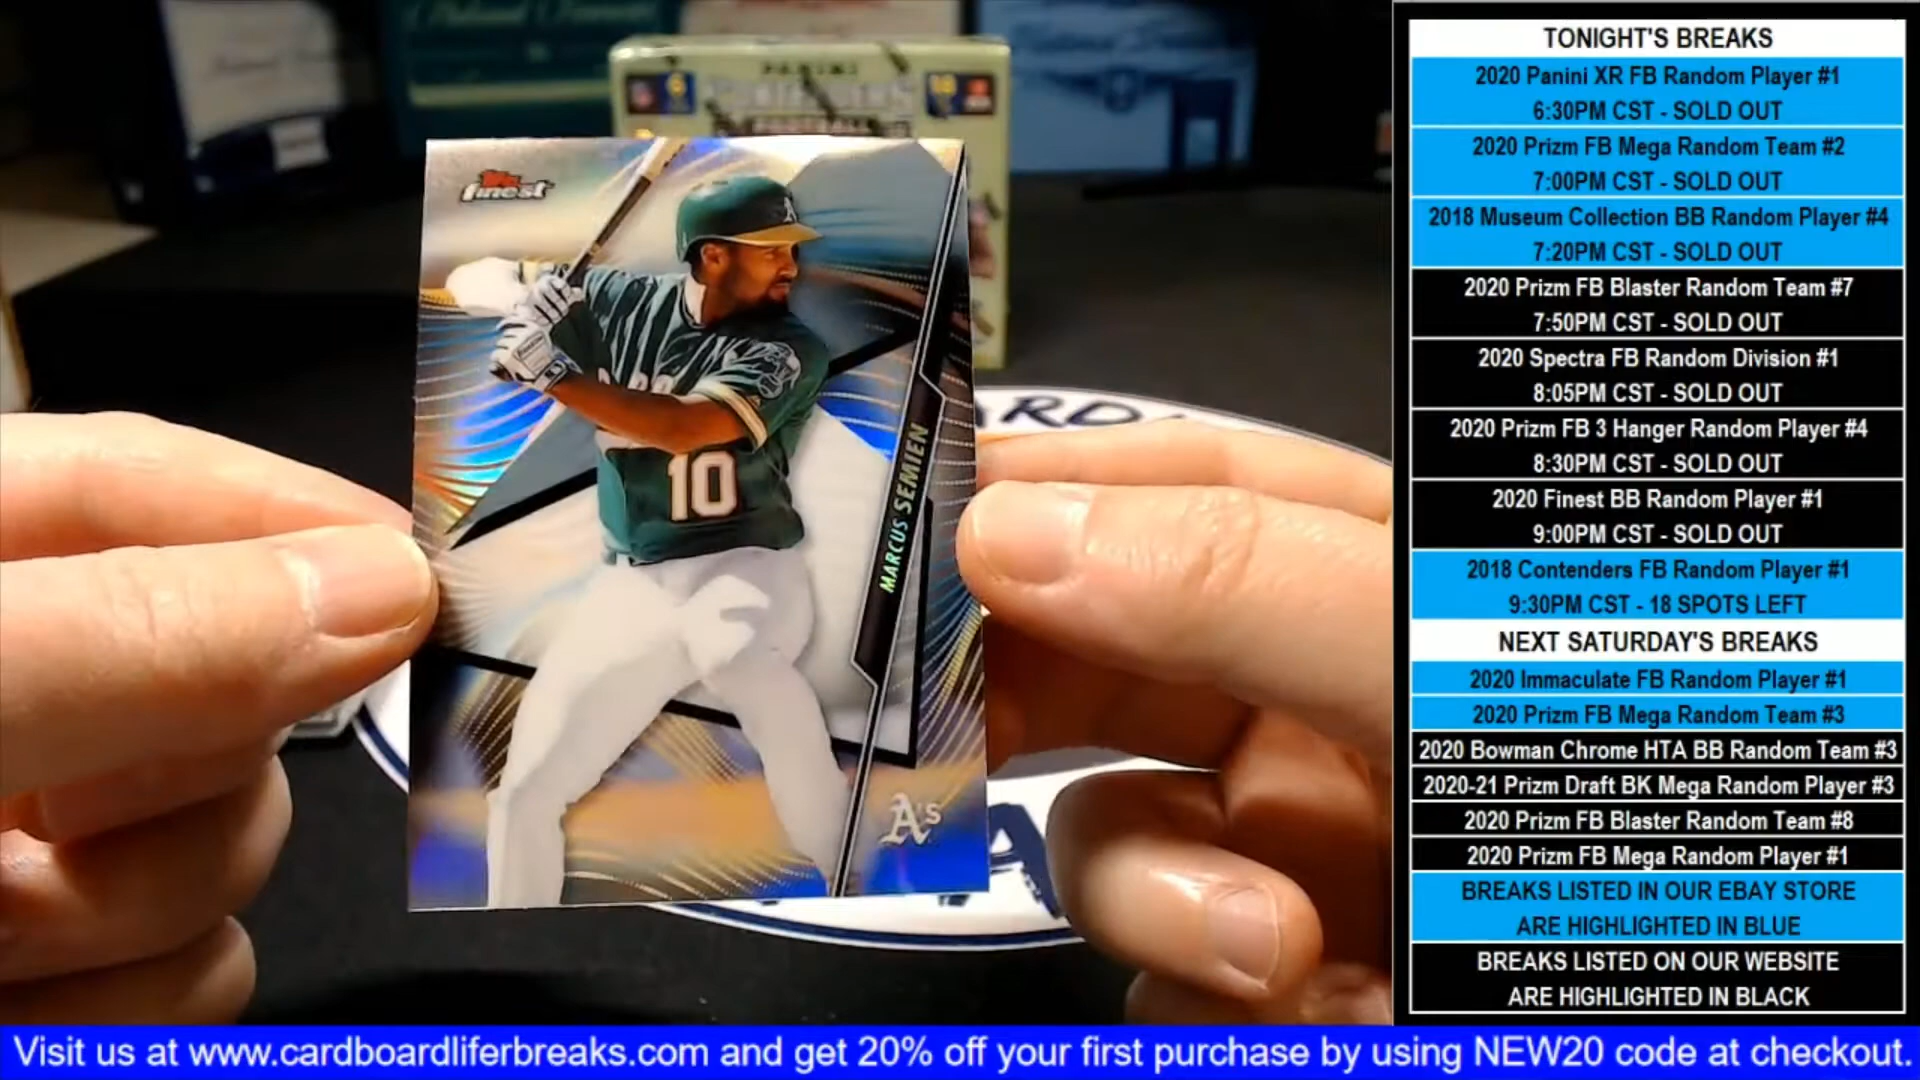 PANINI
FOOTBALL
finest
A
10
MARCUS SEMIEN
A's
ARD
TONIGHT'S BREAKS
2020 Panini XR FB Random Player #1
6:30PM CST - SOLD OUT
2020 Prizm FB Mega Random Team #2
7:00PM CST - SOLD OUT
2018 Museum Collection BB Random Player #4
7:20PM CST - SOLD OUT
2020 Prizm FB Blaster Random Team #7
7:50PM CST - SOLD OUT
2020 Spectra FB Random Division #1
8:05PM CST - SOLD OUT
2020 Prizm FB 3 Hanger Random Player #4
8:30PM CST - SOLD OUT
2020 Finest BB Random Player #1
9:00PM CST - SOLD OUT
2018 Contenders FB Random Player #1
9:30PM CST - 18 SPOTS LEFT
NEXT SATURDAY'S BREAKS
2020 Immaculate FB Random Player #1
2020 Prizm FB Mega Random Team #3
2020 Bowman Chrome HTA BB Random Team #3
2020-21 Prizm Draft BK Mega Random Player #3
2020 Prizm FB Blaster Random Team #8
2020 Prizm FB Mega Random Player #1
BREAKS LISTED IN OUR EBAY STORE
ARE HIGHLIGHTED IN BLUE
BREAKS LISTED ON OUR WEBSITE
ARE HIGHLIGHTED IN BLACK
Visit us at www.cardboardliferbreaks.com and get 20% off your first purchase by using NEW20 code at checkout.